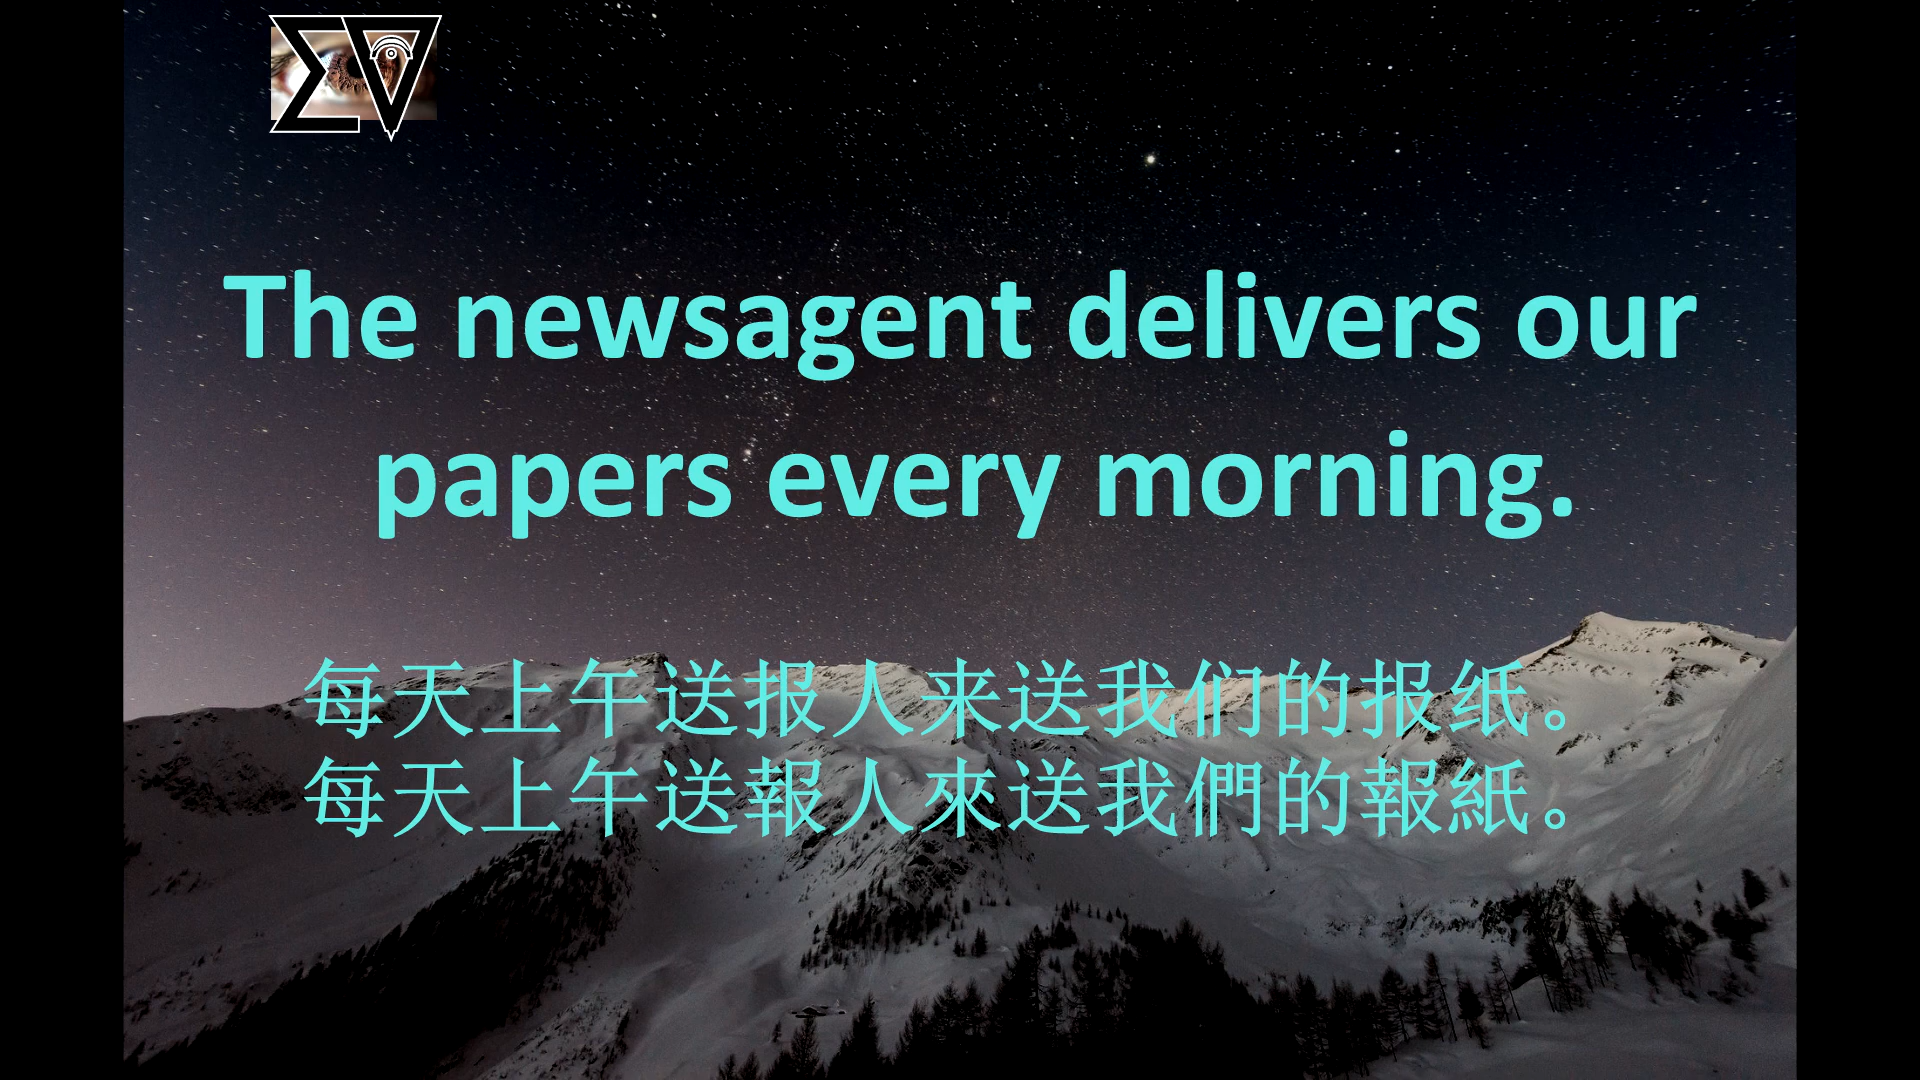 The newsagent delivers our
papers every morning.
每天上午送报人来送我们的报纸。
每天上午送報人來送我們的報紙。